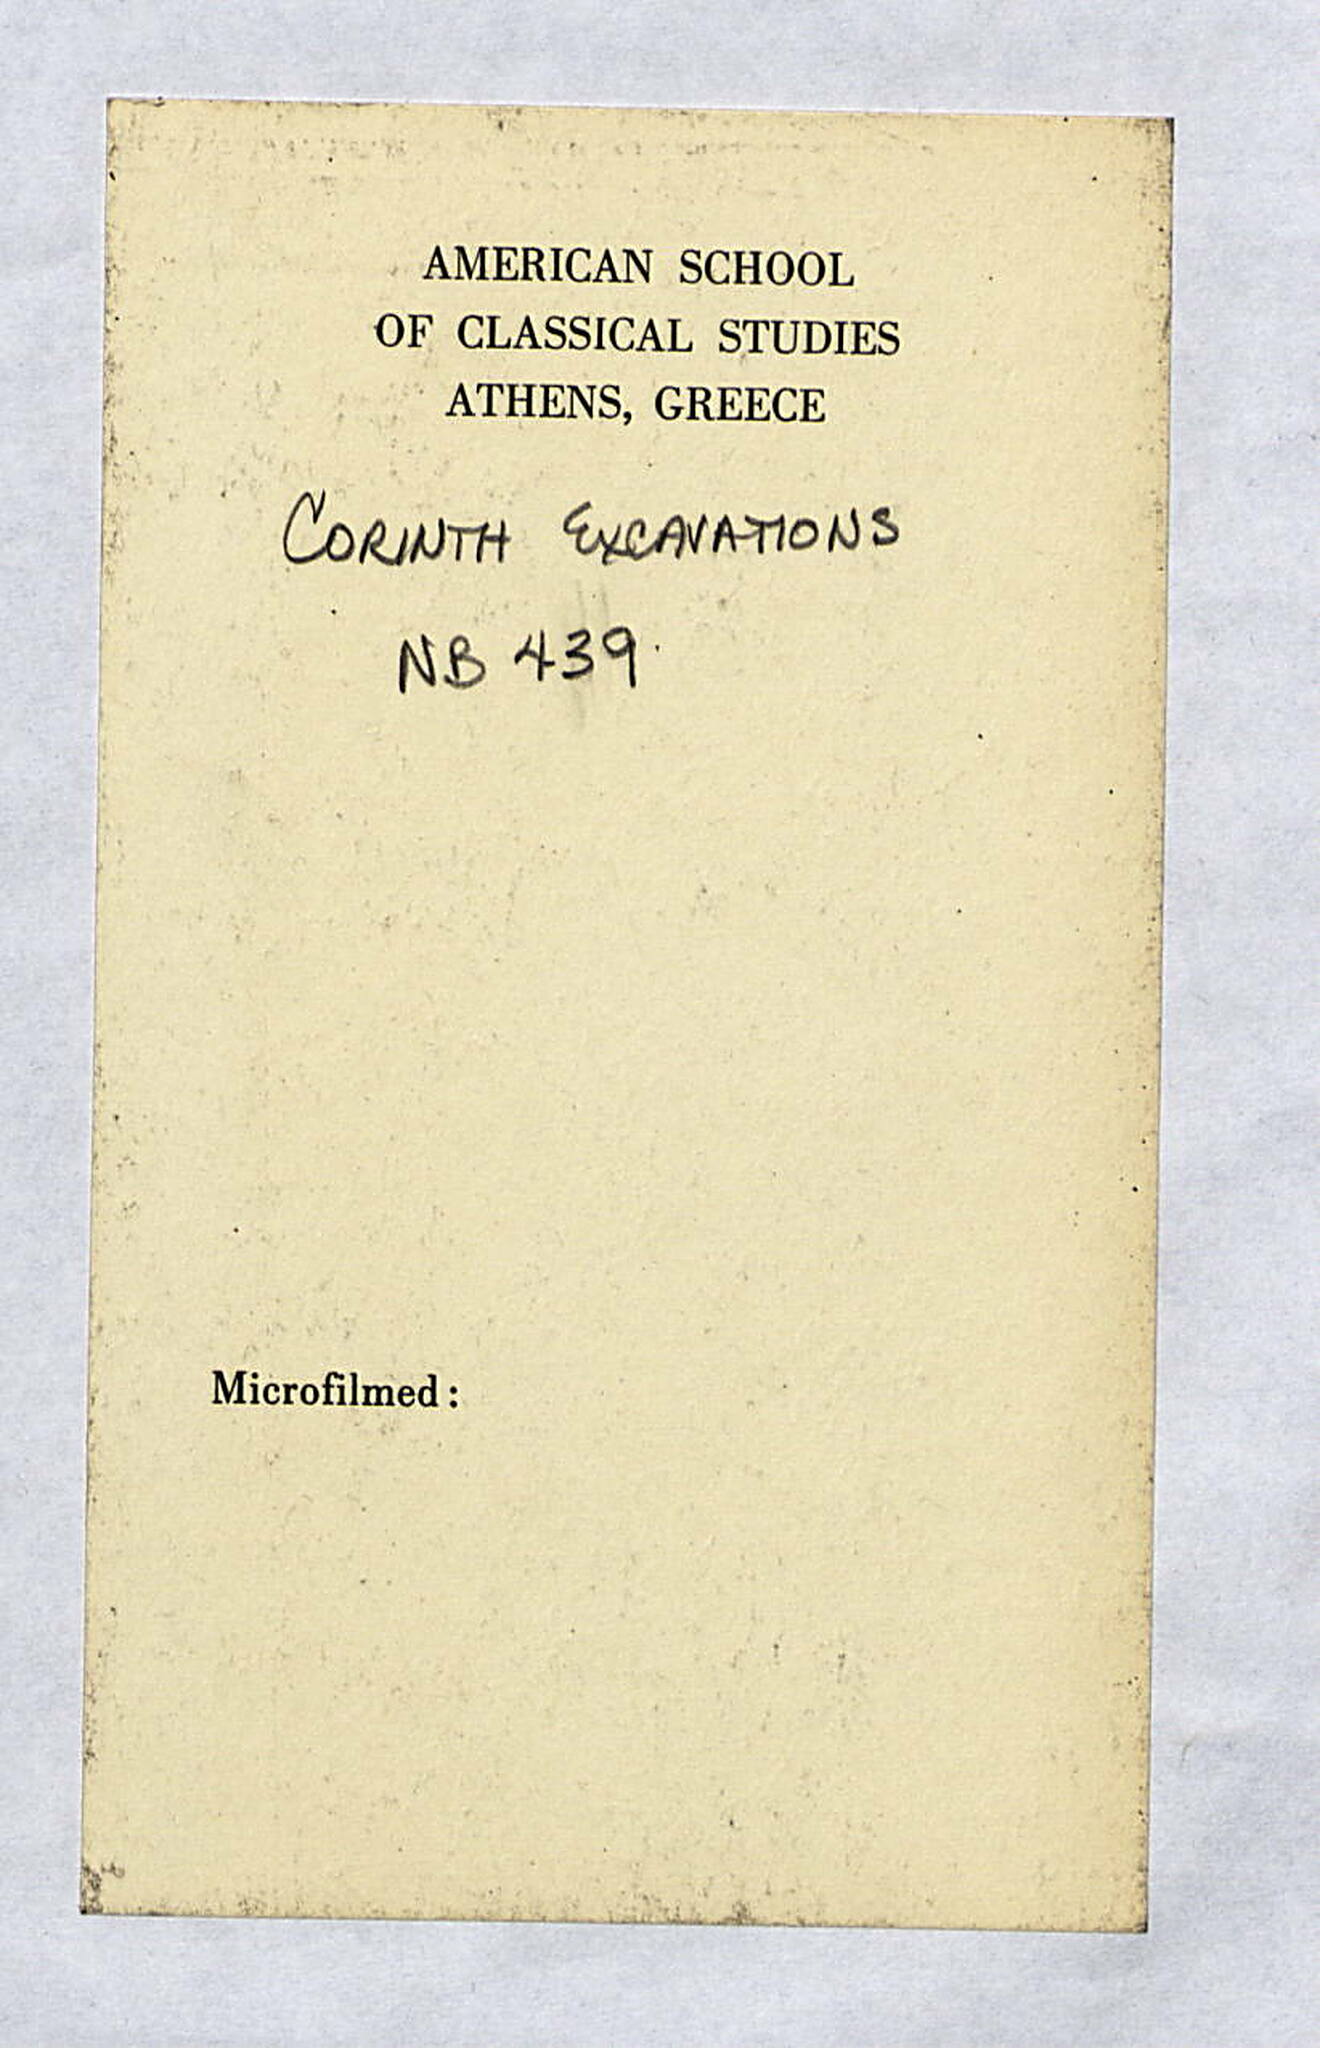 AMERICAN SCHOOL
OF CLASSICAL STUDIES
ATHENS, GREECE
CORINTH EXCAVATIONS
NB 439
Microfilmed: